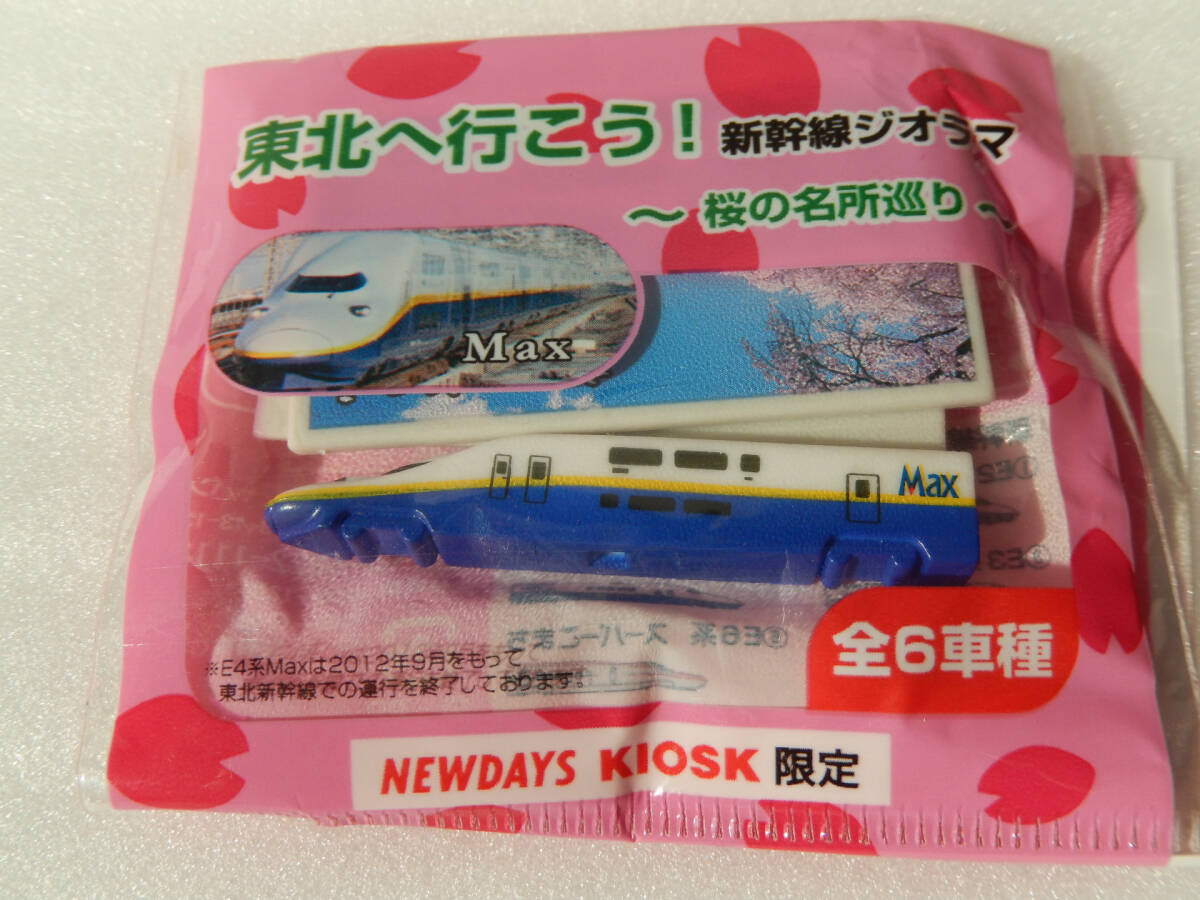 東北へ行こう！新幹線ジオラマ
～ 桜の名所巡り ～
Max
Max
全6車種
※E4系Maxは2012年9月をもって
東北新幹線での運行を終了しております。
NEWDAYS KIOSK 限定